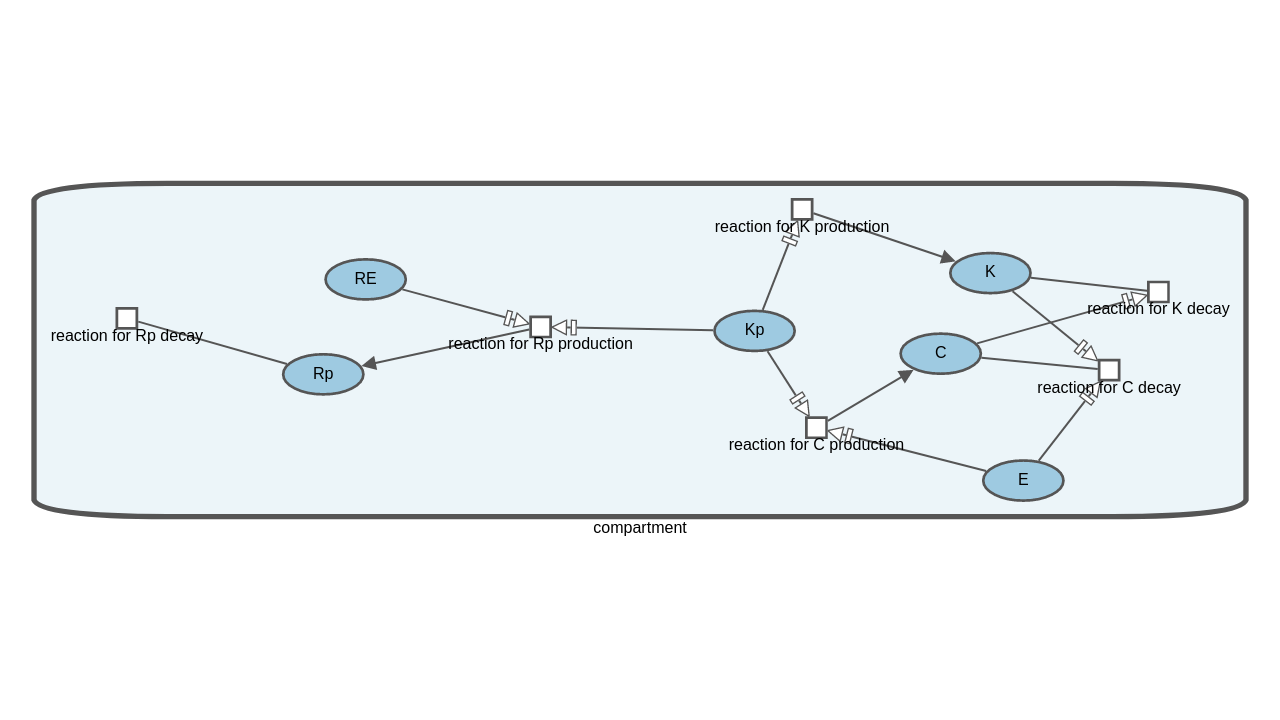 reaction for K production
K
RE
reaction for K decay
reaction for Rp decay
Kp
reaction for Rp production
C
Rp
reaction for C decay
reaction for C production
E
compartment